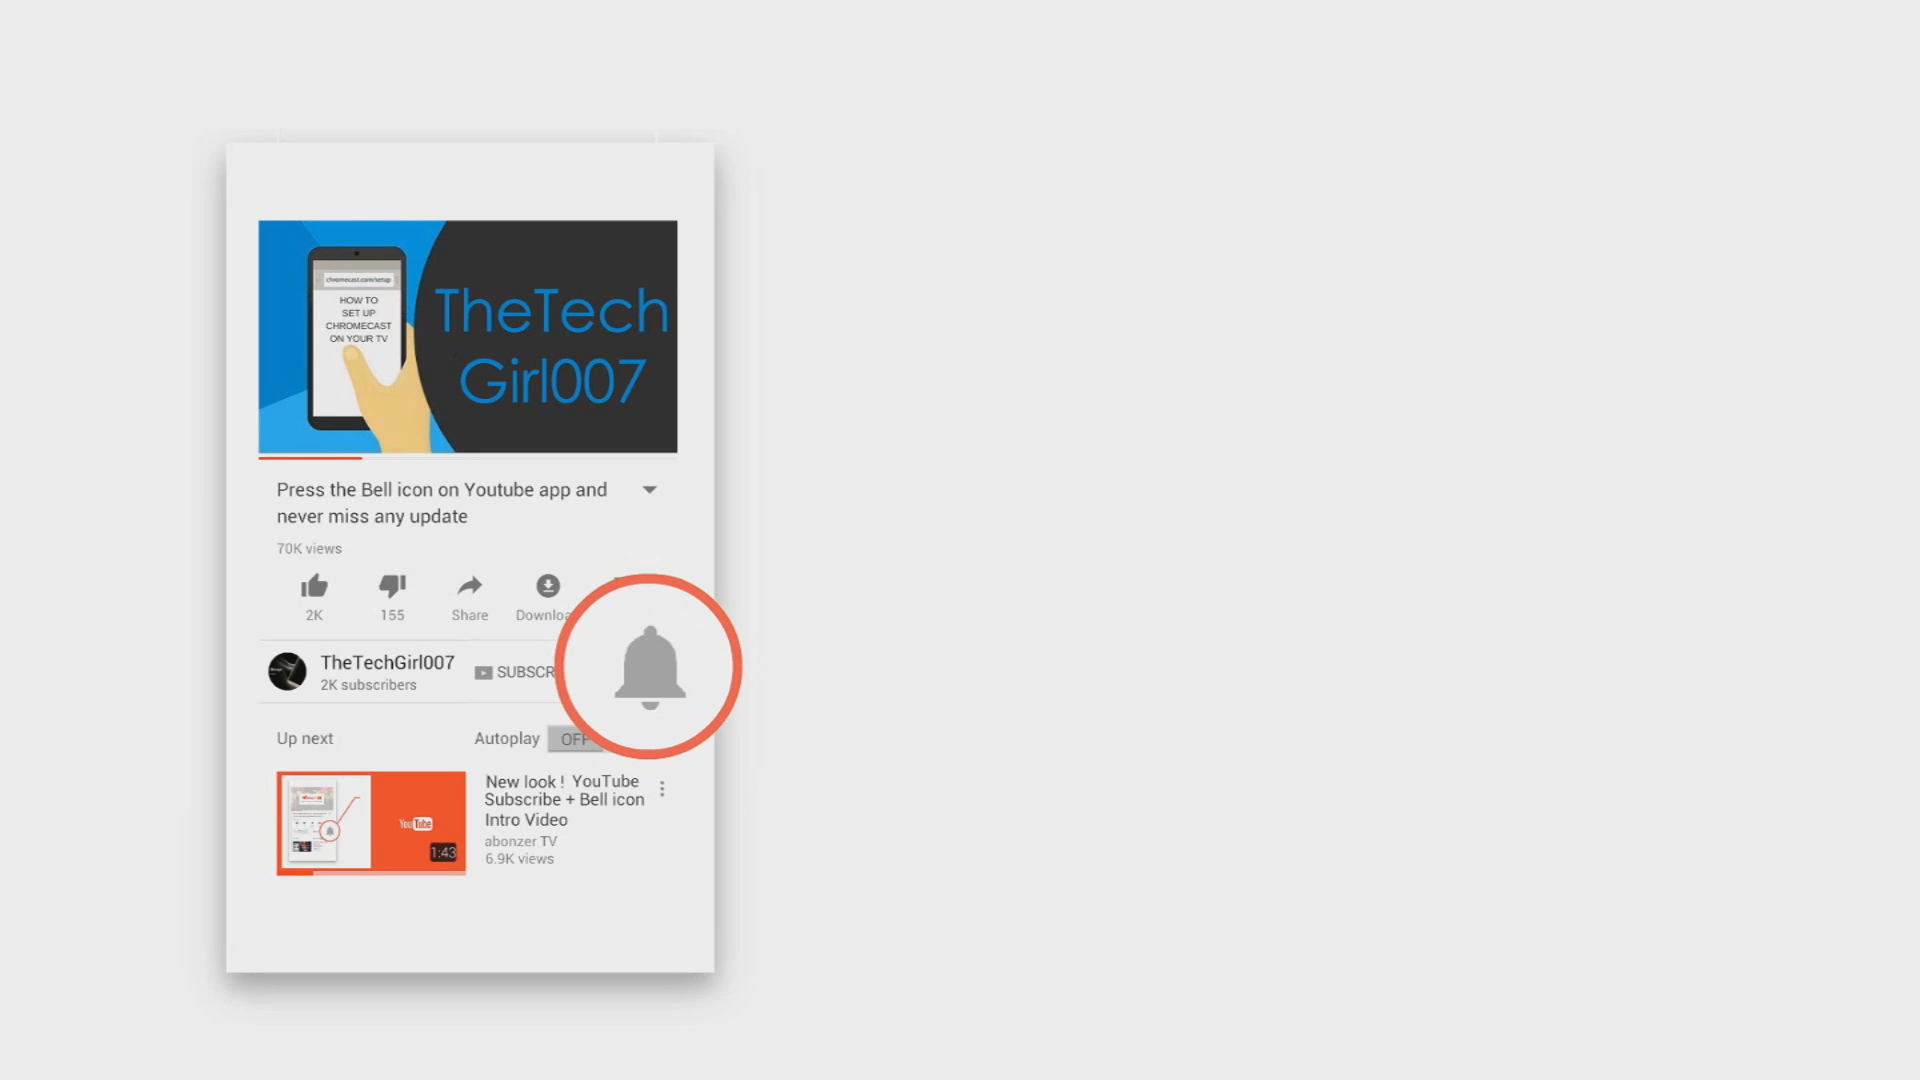 chromecast.com/setup
HOW TO
SET UP
CHROMECAST
ON YOUR TV
TheTech
Girl007
Press the Bell icon on Youtube app and
never miss any update
70K views
2K
155
Share
Downloa
TheTechGirl007
2K subscribers
SUBSCR
Up next
Autoplay
OFF
YouTube
1:43
New look ! YouTube
Subscribe + Bell icon
Intro Video
abonzer TV
6.9K views